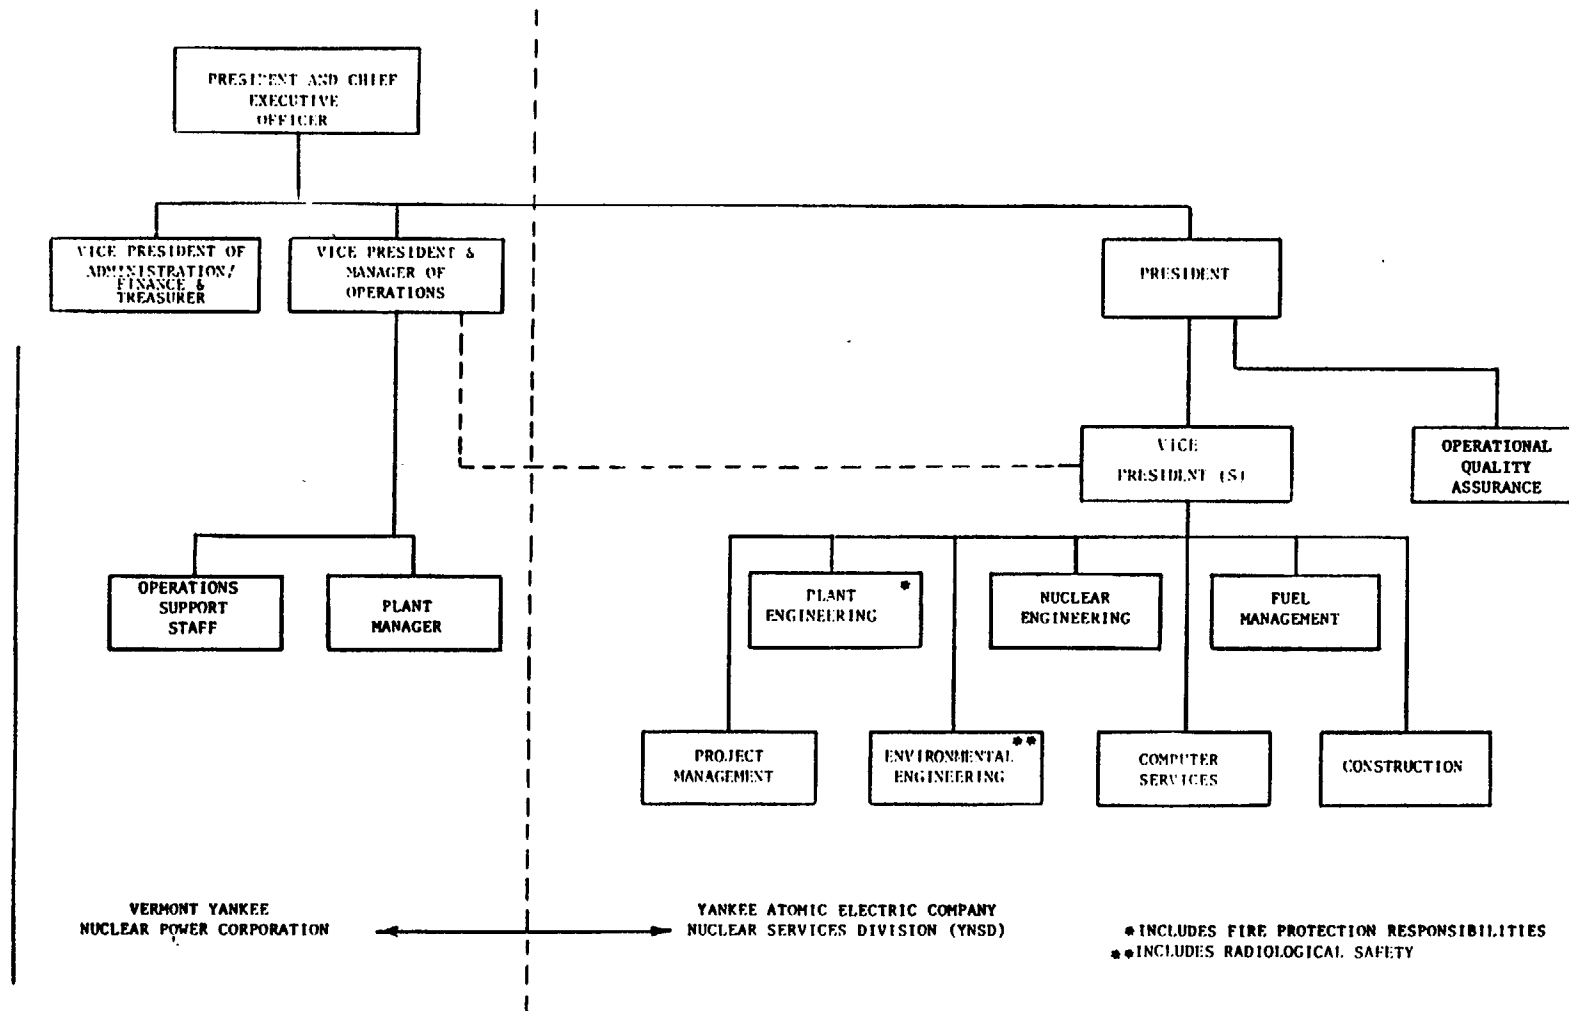 PRESIDENT AND CHIEF
EXECUTIVE
OFFICER
VICE PRESIDENT OF
ADMINISTRATION/
FINANCE &
TREASURER
VICE PRESIDENT &
MANAGER OF
OPERATIONS
PRESIDENT
VICE
PRESIDENT (S)
OPERATIONAL
QUALITY
ASSURANCE
OPERATIONS
SUPPORT
STAFF
PLANT
MANAGER
PLANT *
ENGINEERING
NUCLEAR
ENGINEERING
FUEL
MANAGEMENT
PROJECT
MANAGEMENT
**
ENVIRONMENTAL
ENGINEERING
COMPUTER
SERVICES
CONSTRUCTION
VERMONT YANKEE
NUCLEAR POWER CORPORATION
YANKEE ATOMIC ELECTRIC COMPANY
NUCLEAR SERVICES DIVISION (YNSD)
* INCLUDES FIRE PROTECTION RESPONSIBILITIES
** INCLUDES RADIOLOGICAL SAFETY